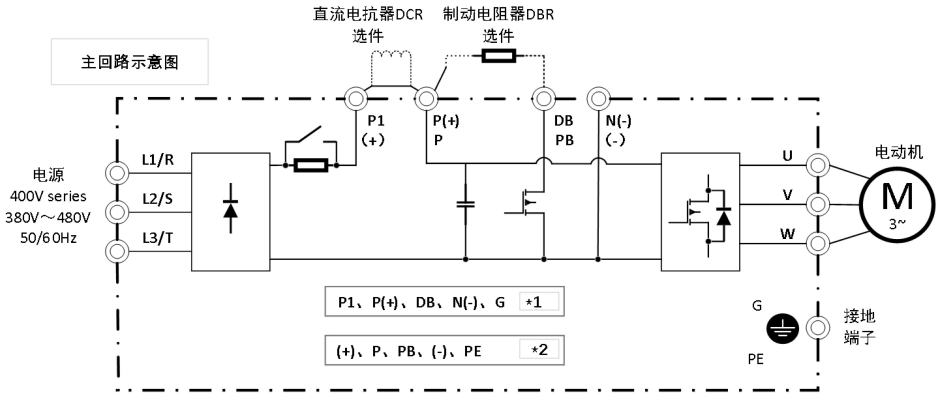 直流电抗器DCR
选件
制动电阻器DBR
选件
主回路示意图
P1
(+)
P(+)
P
DB
PB
N(-)
(-)
电源
400V series
380V～480V
50/60Hz
L1/R
L2/S
L3/T
U
V
W
电动机
M
3~
P1、P(+)、DB、N(-)、G *1
(+)、P、PB、(-)、PE *2
G
PE
接地
端子